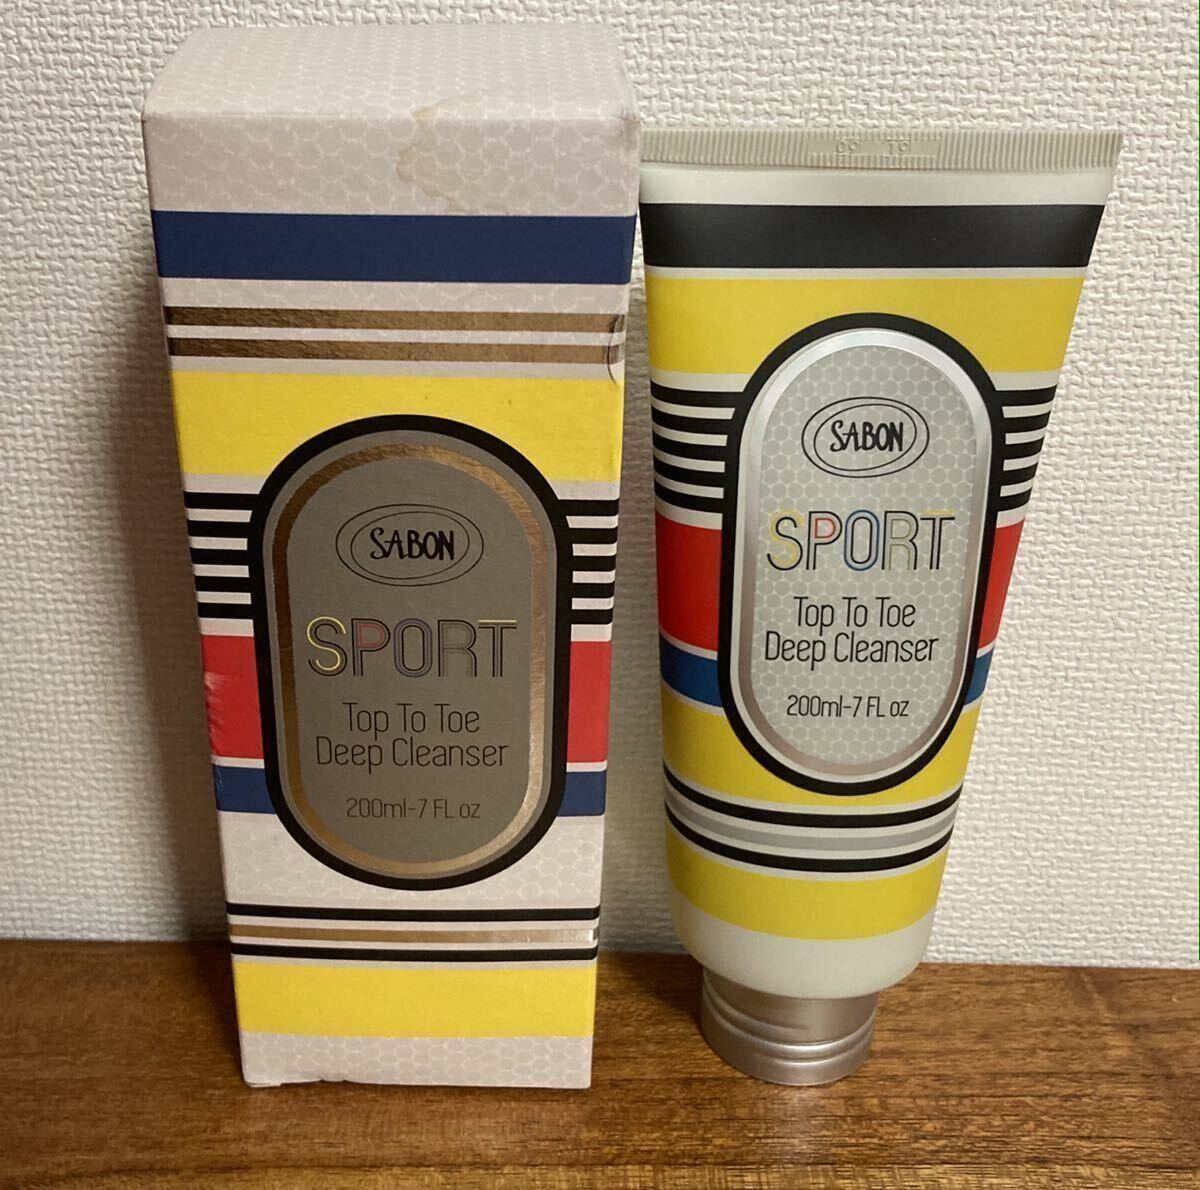 SABON
SPORT
Top To Toe
Deep Cleanser
200ml-7 FL oz
SABON
SPORT
Top To Toe
Deep Cleanser
200ml-7 FL oz